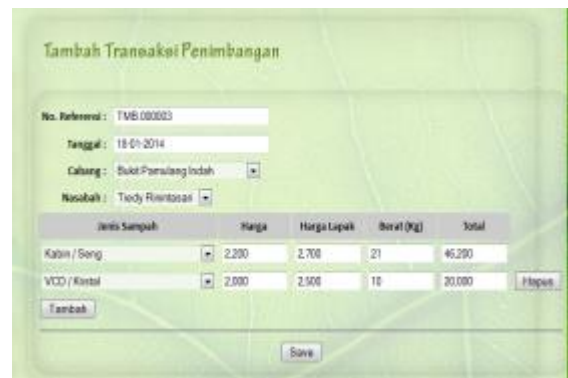 Tambah Transaksi Penimbangan
No. Referensi : TMB.000003
Tanggal : 18-01-2014
Cabang : Bukit Pamulang Indah
Nasabah : Tiedy
Jenis Sampah Harga Harga Lapak Berat (Kg) Total
Kabin / Seng 2,200 2,700 21 46,200
VCD / Kristal 2,000 2,500 10 20,000 Hapus
Tambah
Save